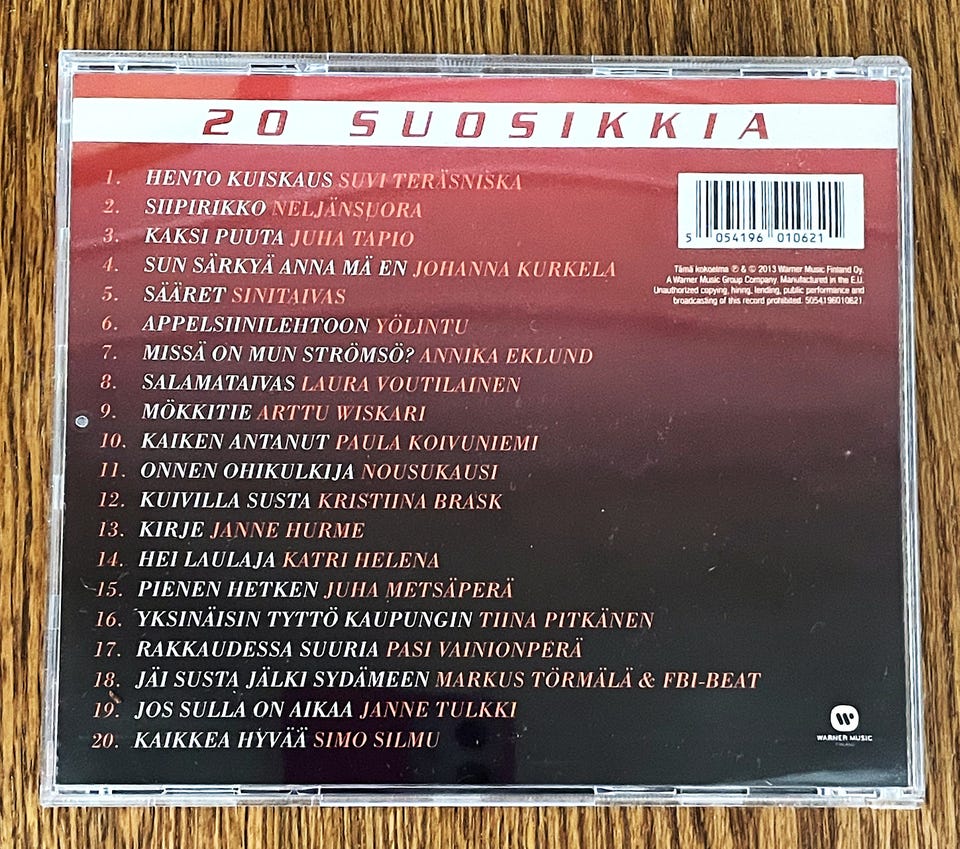 20 SUOSIKKIA
1. HENTO KUISKAUS SUVI TERÄSNISKA
2. SIIPIRIKKO NELJÄNSUORA
3. KAKSI PUUTA JUHA TAPIO
4. SUN SÄRKYÄ ANNA MÄ EN JOHANNA KURKELA
5. SÄÄRET SINITAIVAS
6. APPELSIINILEHTOON YÖLINTU
7. MISSÄ ON MUN STRÖMSÖ? ANNIKA EKLUND
8. SALAMATAIVAS LAURA VOUTILAINEN
9. MÖKKITIE ARTTU WISKARI
10. KAIKEN ANTANUT PAULA KOIVUNIEMI
11. ONNEN OHIKULKIJA NOUSUKAUSI
12. KUIVILLA SUSTA KRISTIINA BRASK
13. KIRJE JANNE HURME
14. HEI LAULAJA KATRI HELENA
15. PIENEN HETKEN JUHA METSÄPERÄ
16. YKSINÄISIN TYTTÖ KAUPUNGIN TIINA PITKÄNEN
17. RAKKAUDESSA SUURIA PASI VAINIONPERÄ
18. JÄI SUSTA JÄLKI SYDÄMEEN MARKUS TÖRMÄLÄ & FBI-BEAT
19. JOS SULLA ON AIKAA JANNE TULKKI
20. KAIKKEA HYVÄÄ SIMO SILMU
5 054196 010621
Tämä kokoelma ℗ & © 2013 Warner Music Finland Oy.
A Warner Music Group Company. Manufactured in the E.U.
Unauthorized copying, hiring, lending, public performance and
broadcasting of this record prohibited. 5054196010621.
WARNER MUSIC
FINLAND